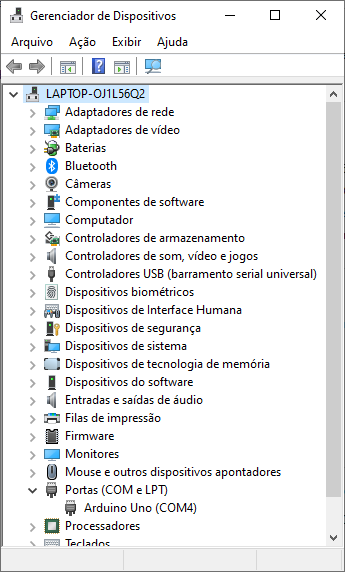 Gerenciador de Dispositivos
Arquivo Ação Exibir Ajuda
LAPTOP-OJ1L56Q2
Adaptadores de rede
Adaptadores de vídeo
Baterias
Bluetooth
Câmeras
Componentes de software
Computador
Controladores de armazenamento
Controladores de som, vídeo e jogos
Controladores USB (barramento serial universal)
Dispositivos biométricos
Dispositivos de Interface Humana
Dispositivos de segurança
Dispositivos de sistema
Dispositivos de tecnologia de memória
Dispositivos do software
Entradas e saídas de áudio
Filas de impressão
Firmware
Monitores
Mouse e outros dispositivos apontadores
Portas (COM e LPT)
Arduino Uno (COM4)
Processadores
Teclados